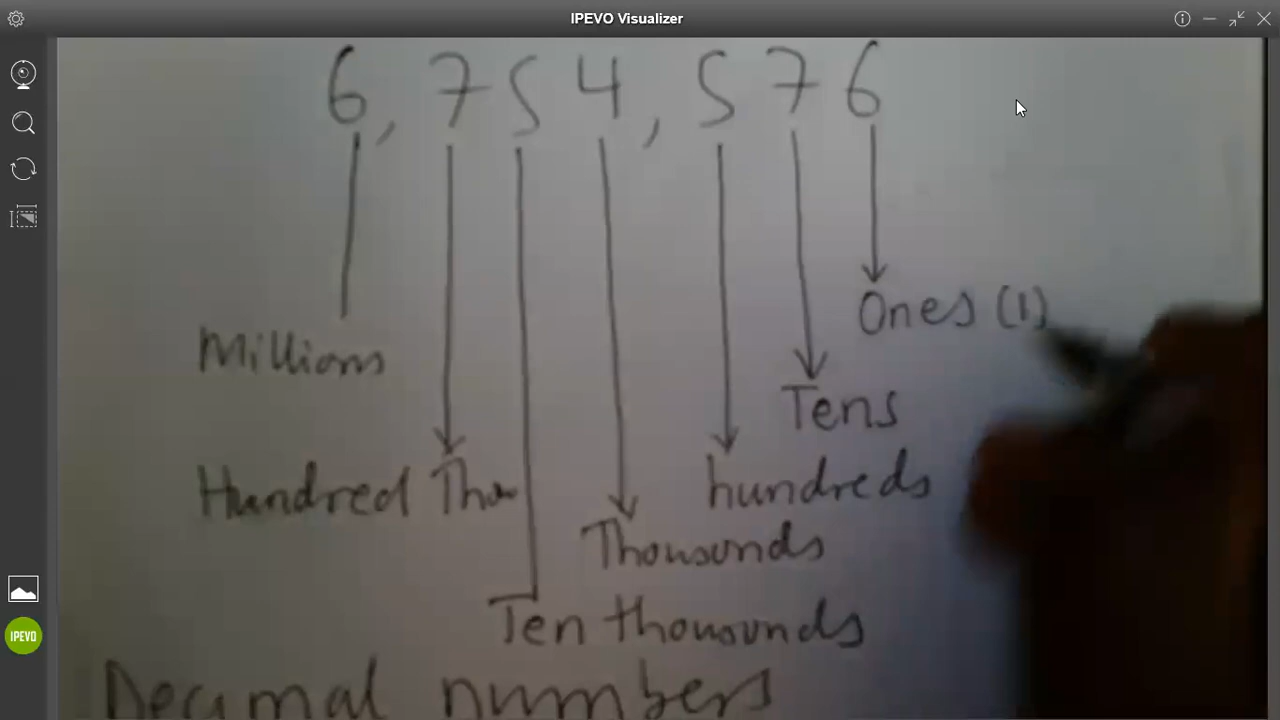 IPEVO Visualizer
6,754,576
Ones (1)
Millions
Tens
Hundred Tho
hundreds
Thousands
Ten thousands
Decimal numbers
IPEVO